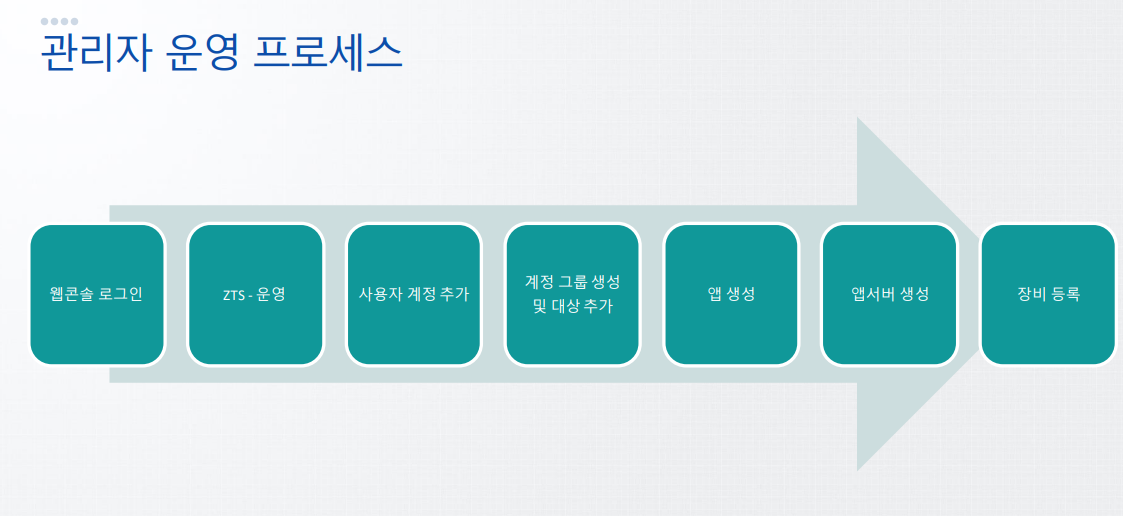 관리자 운영 프로세스
웹콘솔 로그인
ZTS - 운영
사용자 계정 추가
계정 그룹 생성
및 대상 추가
앱 생성
앱서버 생성
장비 등록